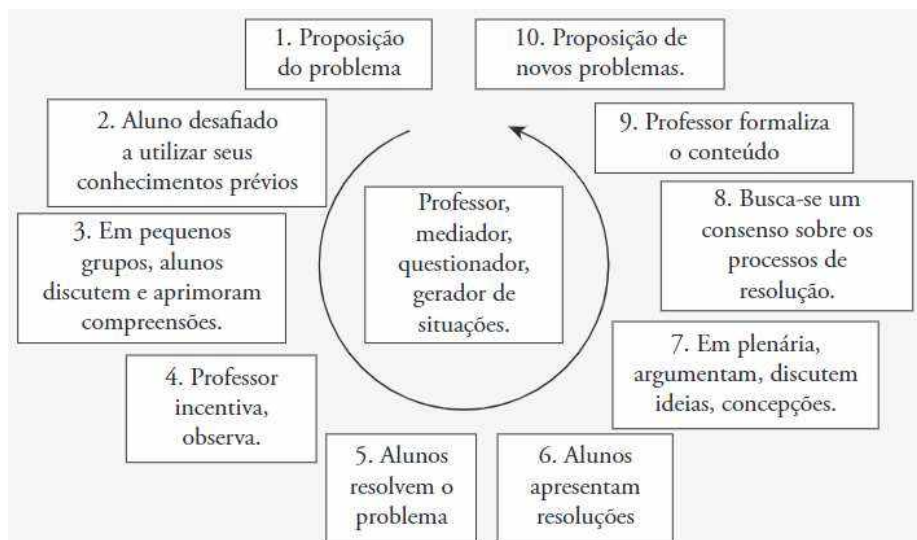 1. Proposição
do problema
2. Aluno desafiado
a utilizar seus
conhecimentos prévios
3. Em pequenos
grupos, alunos
discutem e aprimoram
compreensões.
4. Professor
incentiva,
observa.
5. Alunos
resolvem o
problema
6. Alunos
apresentam
resoluções
7. Em plenária,
argumentam, discutem
ideias, concepções.
8. Busca-se um
consenso sobre os
processos de
resolução.
9. Professor formaliza
o conteúdo
10. Proposição de
novos problemas.
Professor,
mediador,
questionador,
gerador de
situações.